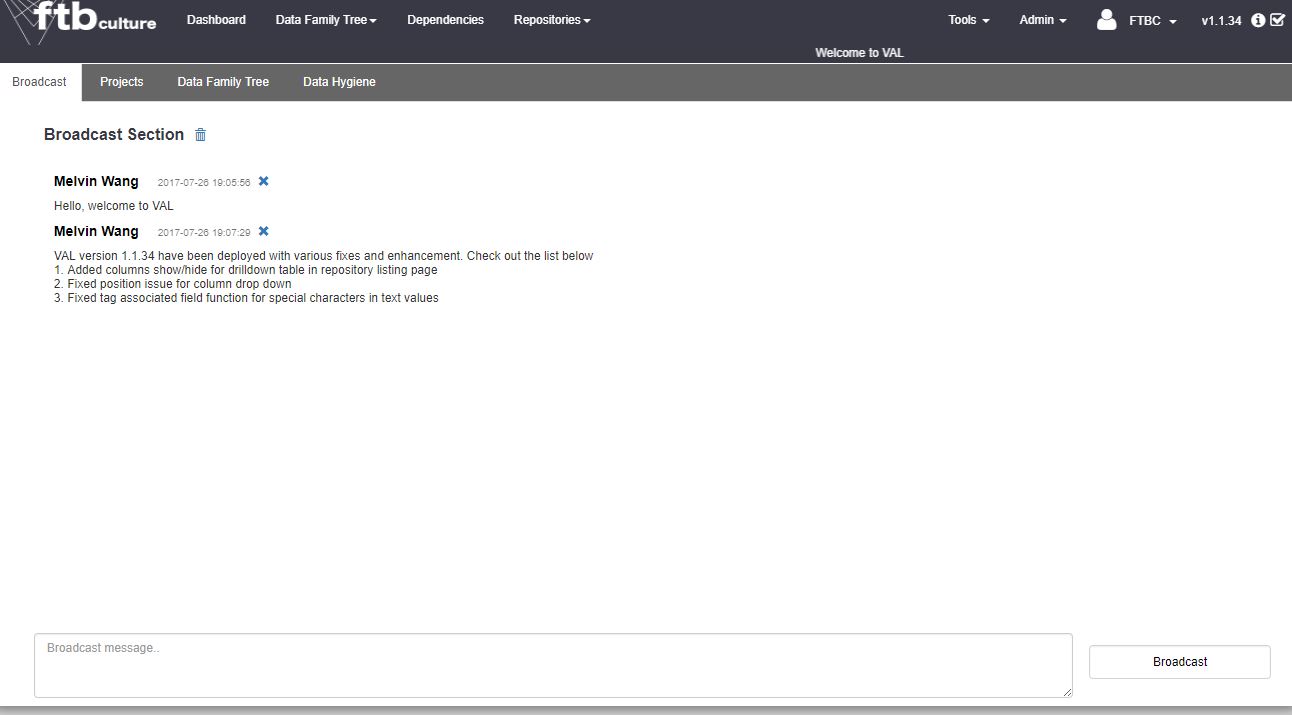 ftbculture
Dashboard Data Family Tree Dependencies Repositories Tools Admin FTBC v1.1.34
Welcome to VAL
Broadcast Projects Data Family Tree Data Hygiene
Broadcast Section
Melvin Wang 2017-07-26 19:05:56
Hello, welcome to VAL
Melvin Wang 2017-07-26 19:07:29
VAL version 1.1.34 have been deployed with various fixes and enhancement. Check out the list below
1. Added columns show/hide for drilldown table in repository listing page
2. Fixed position issue for column drop down
3. Fixed tag associated field function for special characters in text values
Broadcast message..
Broadcast